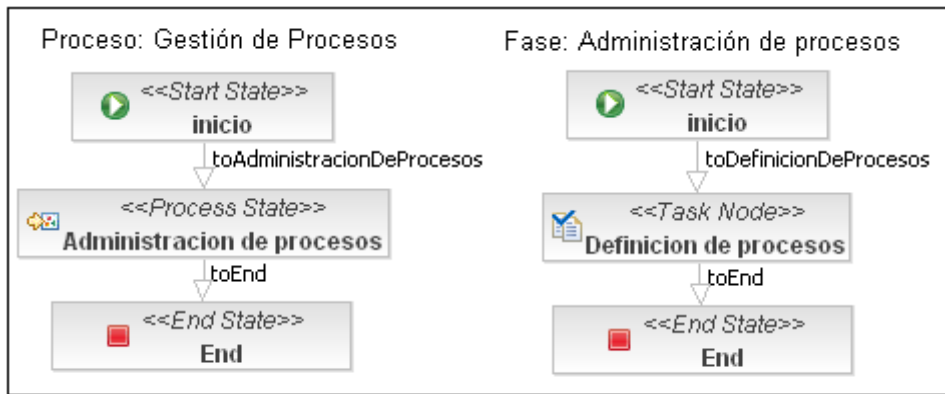 Proceso: Gestión de Procesos
<<Start State>>
inicio
toAdministracionDeProcesos
<<Process State>>
Administracion de procesos
toEnd
<<End State>>
End
Fase: Administración de procesos
<<Start State>>
inicio
toDefinicionDeProcesos
<<Task Node>>
Definicion de procesos
toEnd
<<End State>>
End